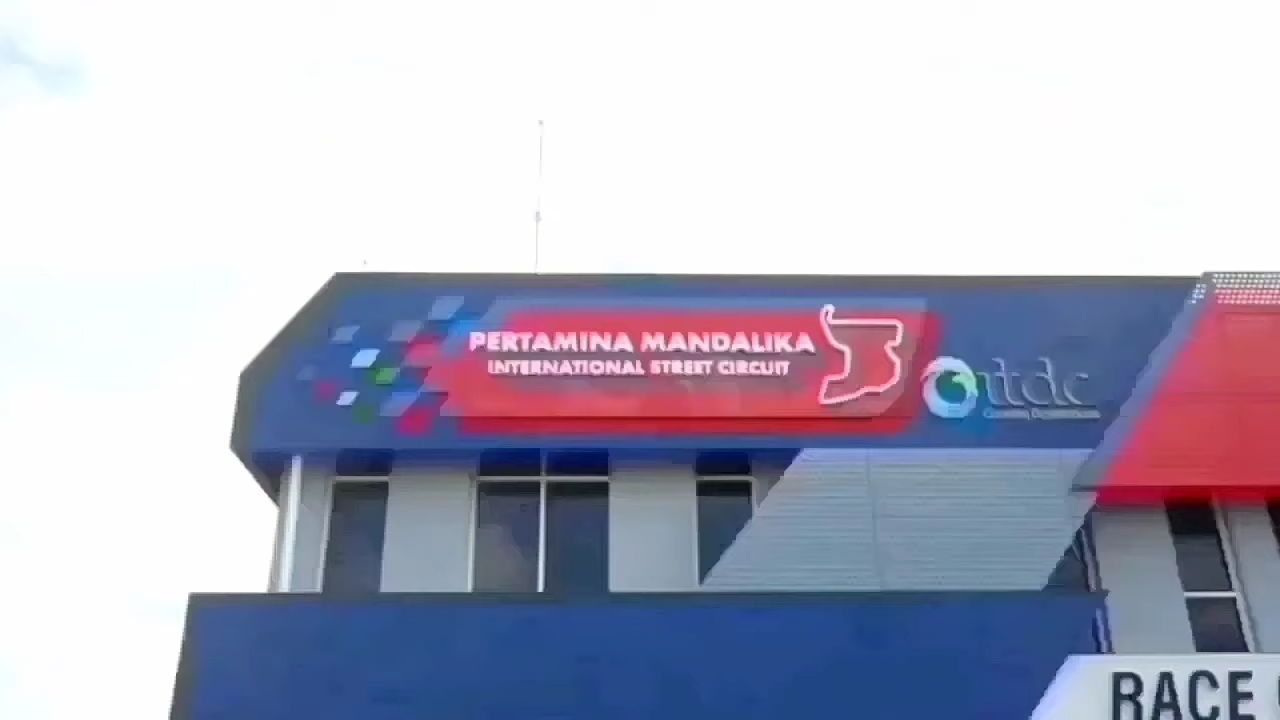 PERTAMINA MANDALIKA
INTERNATIONAL STREET CIRCUIT
itdc
RACE